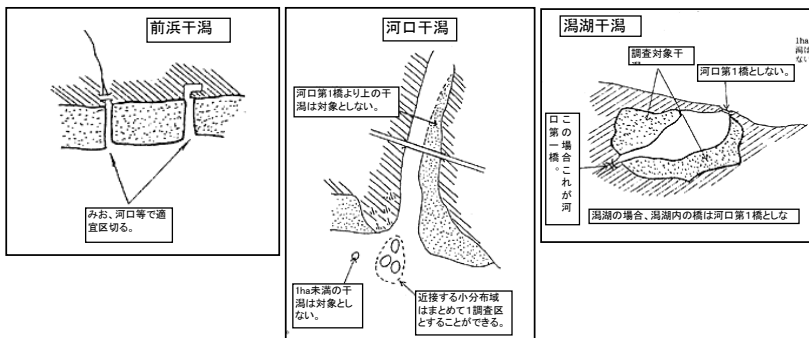 前浜干潟
みお、河口等で適
宜区切る。
河口干潟
河口第1橋より上の干
潟は対象としない。
1ha未満の干
潟は対象とし
ない。
近接する小分布域
はまとめて1調査区
とすることができる。
潟湖干潟
調査対象干
河口第1橋としない。
1ha
潟は
ない
この場合これが河
口第一橋。
潟湖の場合、潟湖内の橋は河口第1橋としな